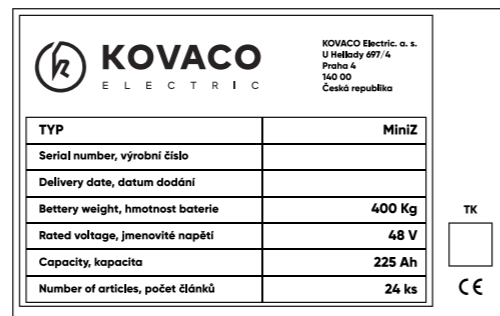 KOVACO
ELECTRIC
KOVACO Electric. a. s.
U Hellady 697/4
Praha 4
140 00
Česká republika
TYP MiniZ
Serial number, výrobní číslo
Delivery date, datum dodání
Bettery weight, hmotnost baterie 400 Kg
Rated voltage, jmenovité napětí 48 V
Capacity, kapacita 225 Ah
Number of articles, počet článků 24 ks
TK
CE